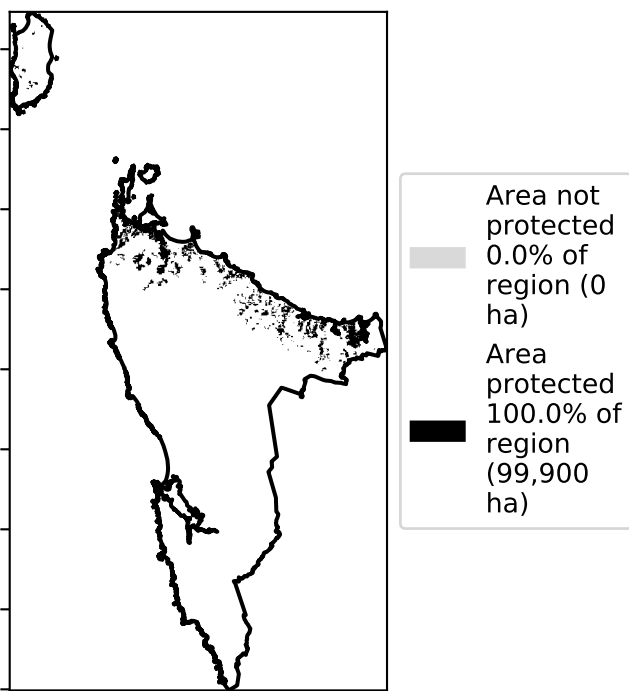 Area not
protected
0.0% of
region (0
ha)
Area
protected
100.0% of
region
(99,900
ha)